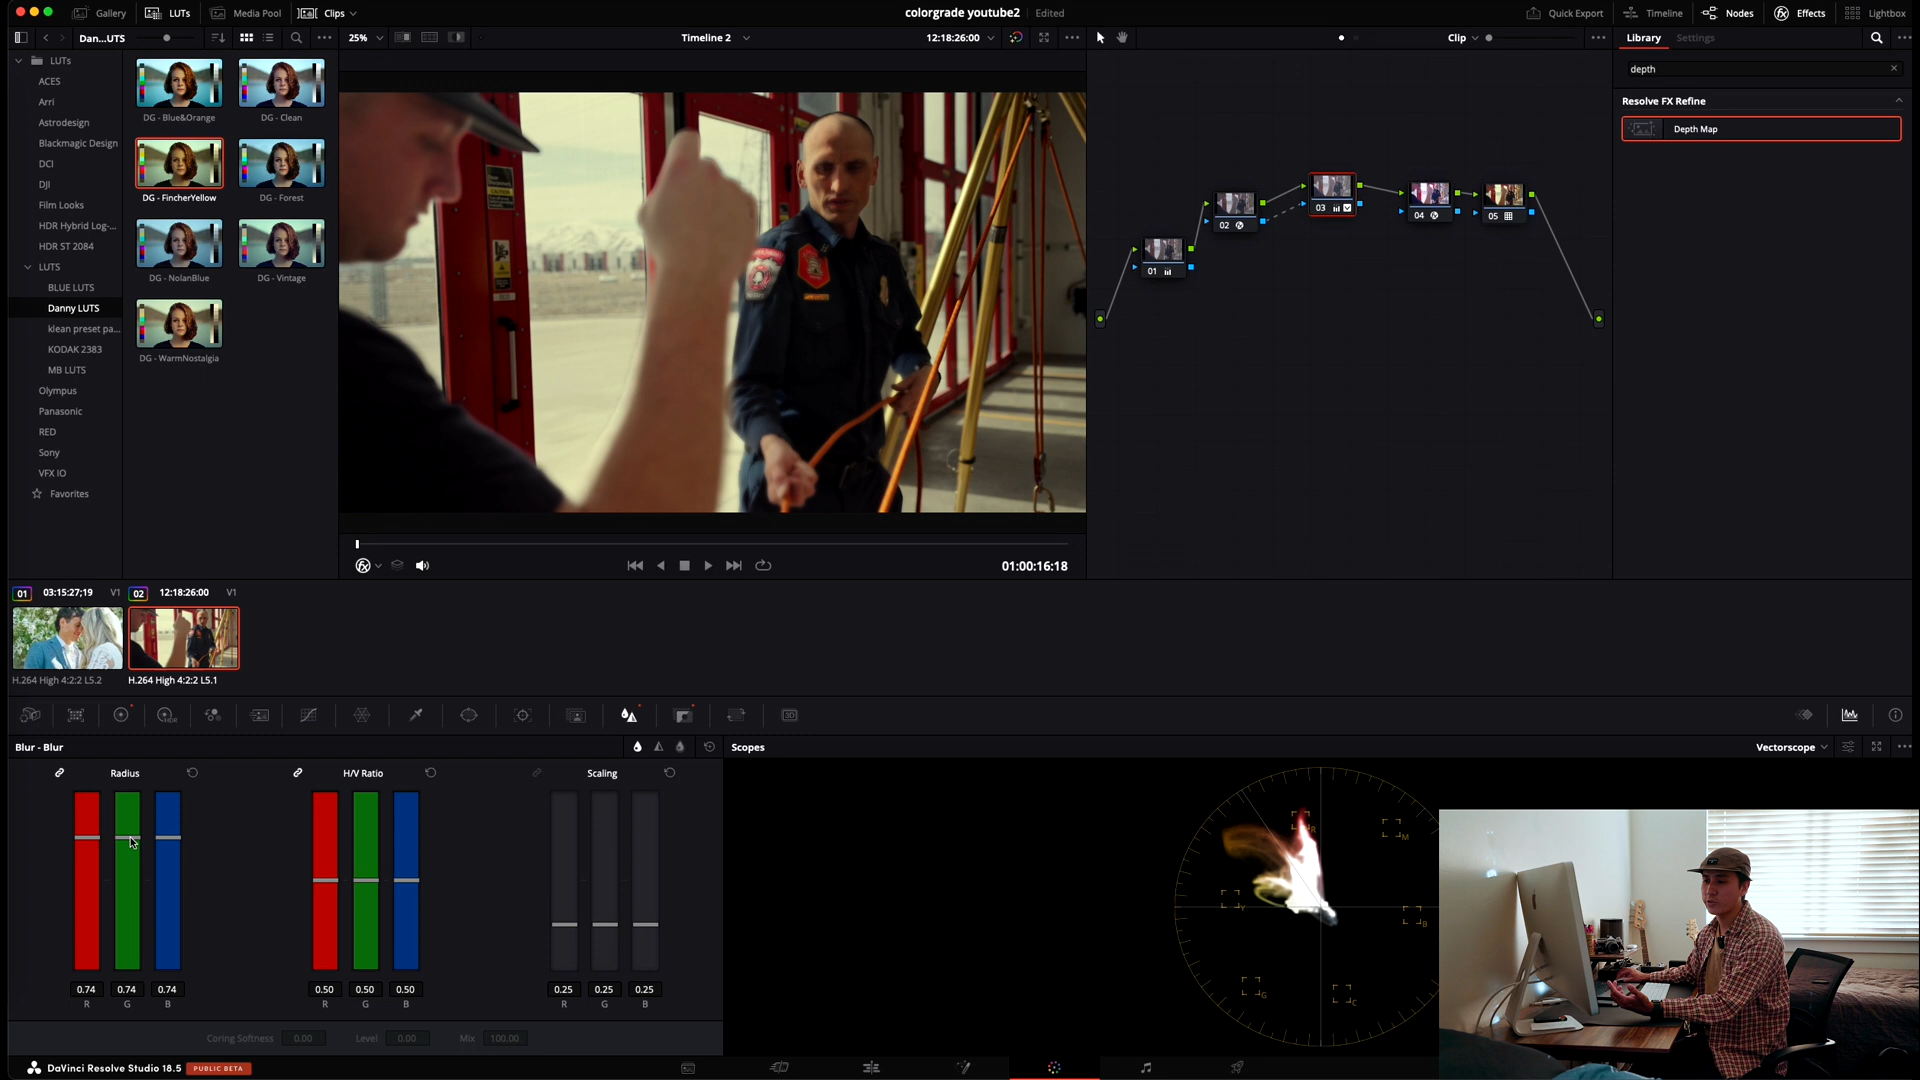 Gallery LUTs Media Pool Clips colorgrade youtube2 Edited Quick Export Timeline Nodes Effects Lightbox
Dan...UTS 25% Timeline 2 12:18:26:00 Clip Library Settings
LUTs
ACES
Arri
Astrodesign
Blackmagic Design
DCI
DJI
Film Looks
HDR Hybrid Log-...
HDR ST 2084
LUTS
BLUE LUTS
Danny LUTS
klean preset pa...
KODAK 2383
MB LUTS
Olympus
Panasonic
RED
Sony
VFX IO
Favorites
DG - Blue&Orange DG - Clean
DG - FincherYellow DG - Forest
DG - NolanBlue DG - Vintage
DG - WarmNostalgia
01:00:16:18
01
02
03
04
05
depth
Resolve FX Refine
Depth Map
01 03:15:27;19 V1 02 12:18:26:00 V1
H.264 High 4:2:2 L5.2 H.264 High 4:2:2 L5.1
HDR 3D
Blur - Blur
Radius H/V Ratio Scaling
0.74 0.74 0.74 0.50 0.50 0.50 0.25 0.25 0.25
R G B R G B R G B
Coring Softness 0.00 Level 0.00 Mix 100.00
Scopes Vectorscope
R
M
Y
B
G
C
DaVinci Resolve Studio 18.5 PUBLIC BETA